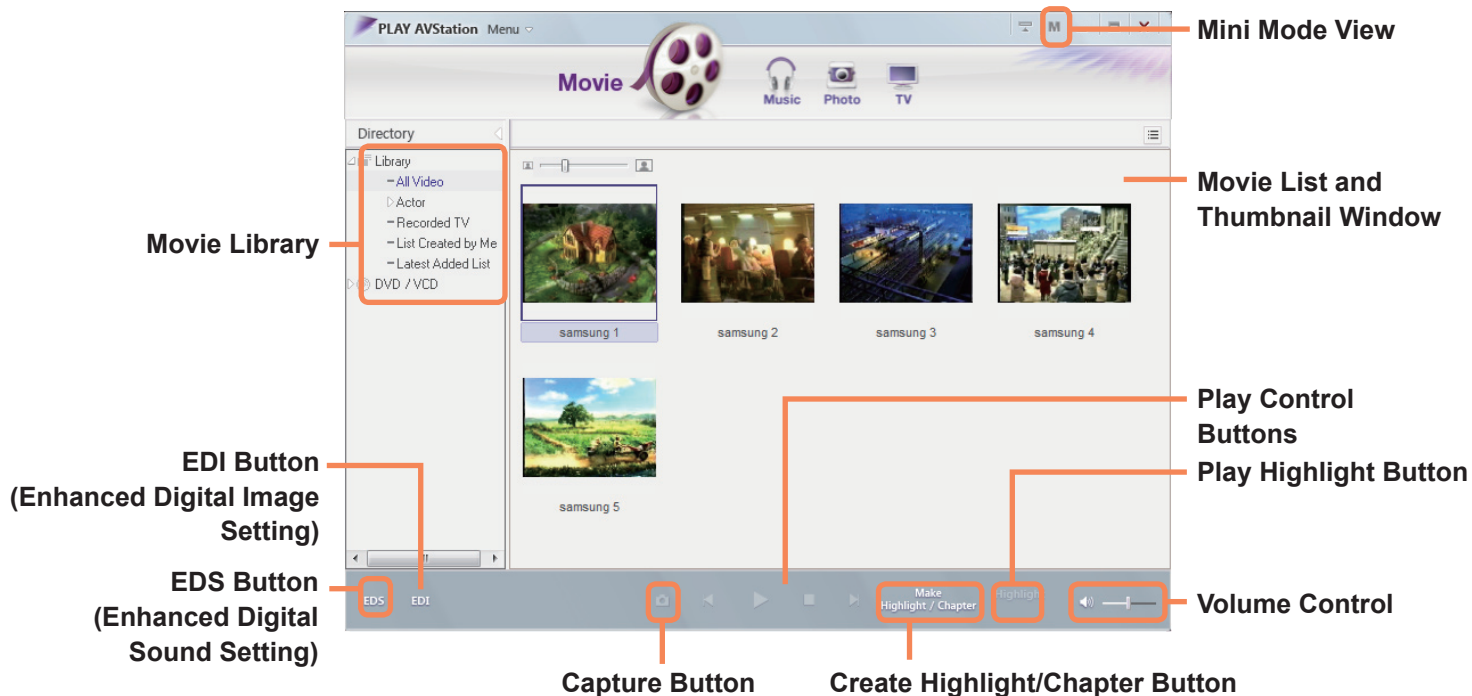 PLAY AVStation Menu
M
Mini Mode View
Movie
Music
Photo
TV
Directory
Library
All Video
Actor
Recorded TV
List Created by Me
Latest Added List
DVD / VCD
Movie Library
Movie List and
Thumbnail Window
samsung 1
samsung 2
samsung 3
samsung 4
samsung 5
Play Control
Buttons
Play Highlight Button
EDI Button
(Enhanced Digital Image
Setting)
EDS Button
(Enhanced Digital
Sound Setting)
EDS
EDI
Make
Highlight / Chapter
Highligh
Volume Control
Capture Button
Create Highlight/Chapter Button